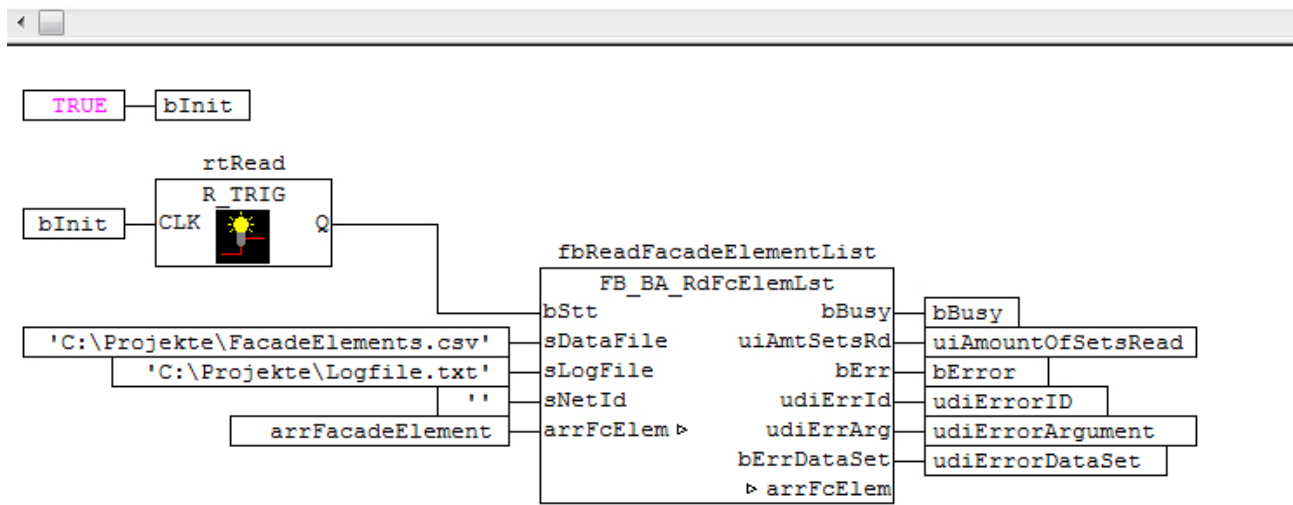 TRUE bInit
rtRead
R_TRIG
bInit CLK Q
fbReadFacadeElementList
FB_BA_RdFcElemLst
bStt bBusy bBusy
'C:\Projekte\FacadeElements.csv' sDataFile uiAmtSetsRd uiAmountOfSetsRead
'C:\Projekte\Logfile.txt' sLogFile bErr bError
'' sNetId udiErrId udiErrorID
arrFacadeElement arrFcElem ▹ udiErrArg udiErrorArgument
bErrDataSet udiErrorDataSet
▹ arrFcElem